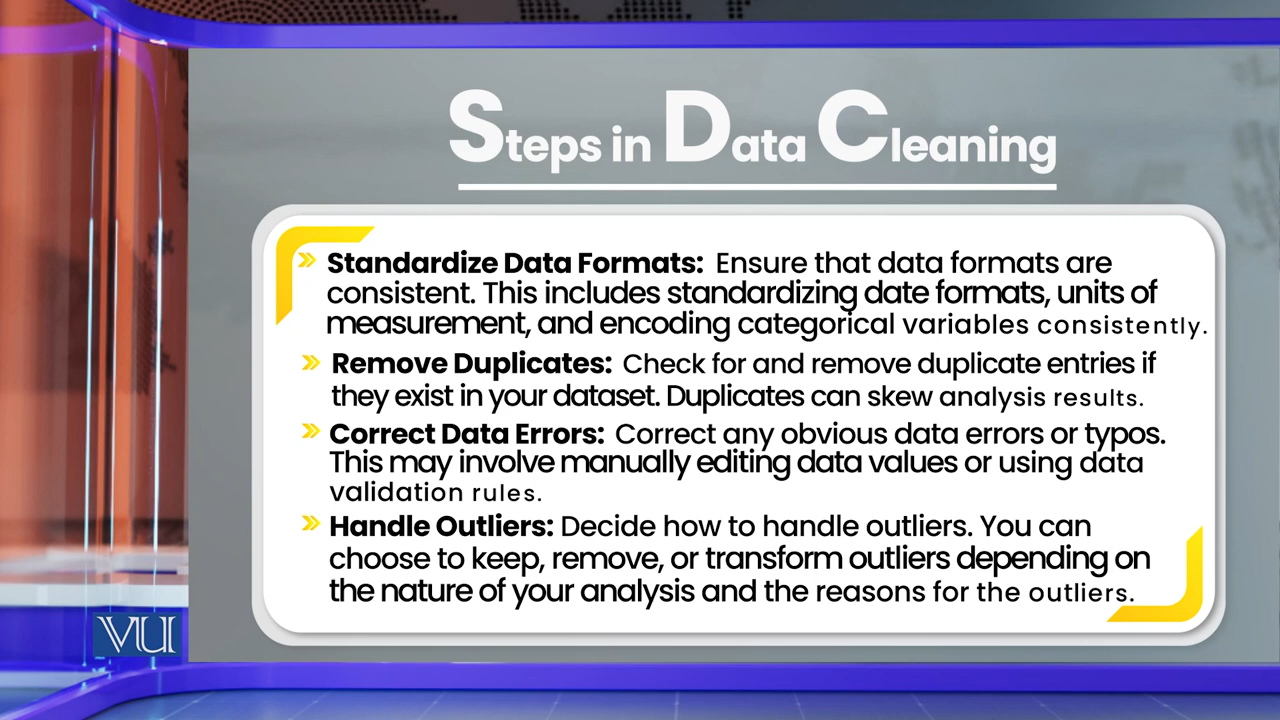 Steps in Data Cleaning
» Standardize Data Formats: Ensure that data formats are
consistent. This includes standardizing date formats, units of
measurement, and encoding categorical variables consistently.
» Remove Duplicates: Check for and remove duplicate entries if
they exist in your dataset. Duplicates can skew analysis results.
» Correct Data Errors: Correct any obvious data errors or typos.
This may involve manually editing data values or using data
validation rules.
» Handle Outliers: Decide how to handle outliers. You can
choose to keep, remove, or transform outliers depending on
the nature of your analysis and the reasons for the outliers.
VU